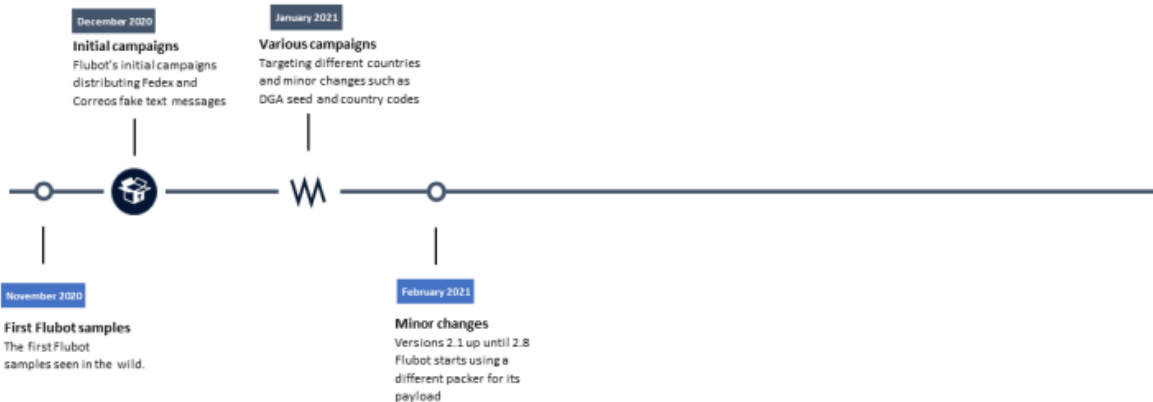 December 2020
Initial campaigns
Flubot's initial campaigns
distributing Fedex and
Correos fake text messages
January 2021
Various campaigns
Targeting different countries
and minor changes such as
DGA seed and country codes
November 2020
First Flubot samples
The first Flubot
samples seen in the wild.
February 2021
Minor changes
Versions 2.1 up until 2.8
Flubot starts using a
different packer for its
payload